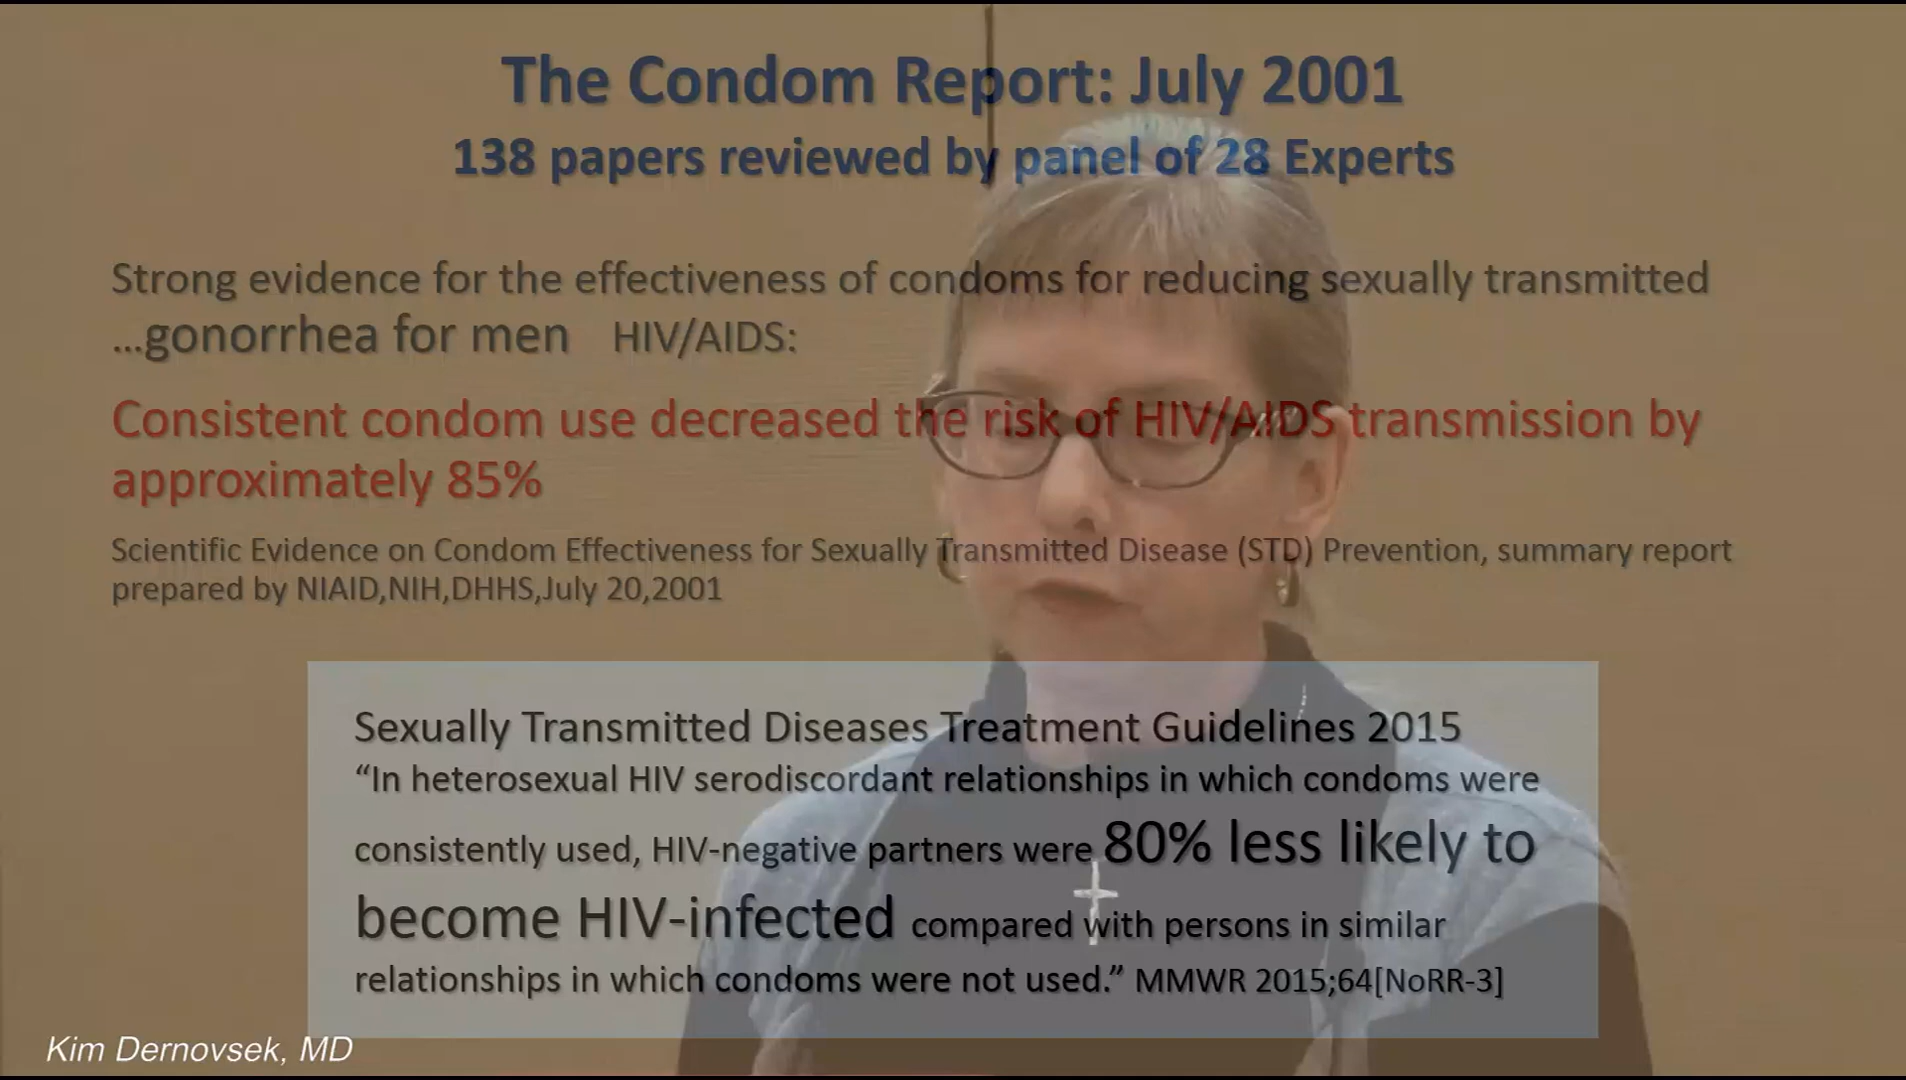 The Condom Report: July 2001
138 papers reviewed by panel of 28 Experts
Strong evidence for the effectiveness of condoms for reducing sexually transmitted
…gonorrhea for men HIV/AIDS:
Consistent condom use decreased the risk of HIV/AIDS transmission by
approximately 85%
Scientific Evidence on Condom Effectiveness for Sexually Transmitted Disease (STD) Prevention, summary report
prepared by NIAID,NIH,DHHS,July 20,2001
Sexually Transmitted Diseases Treatment Guidelines 2015
“In heterosexual HIV serodiscordant relationships in which condoms were
consistently used, HIV-negative partners were 80% less likely to
become HIV-infected compared with persons in similar
relationships in which condoms were not used.” MMWR 2015;64[NoRR-3]
Kim Dernovsek, MD